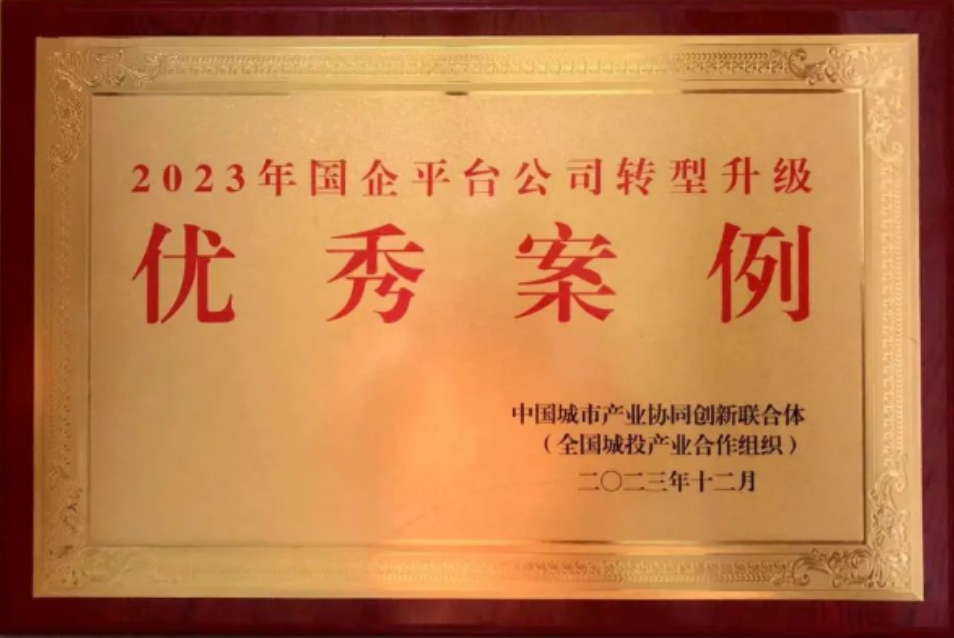 2023年国企平台公司转型升级
优秀案例
中国城市产业协同创新联合体
（全国城投产业合作组织）
二〇二三年十二月